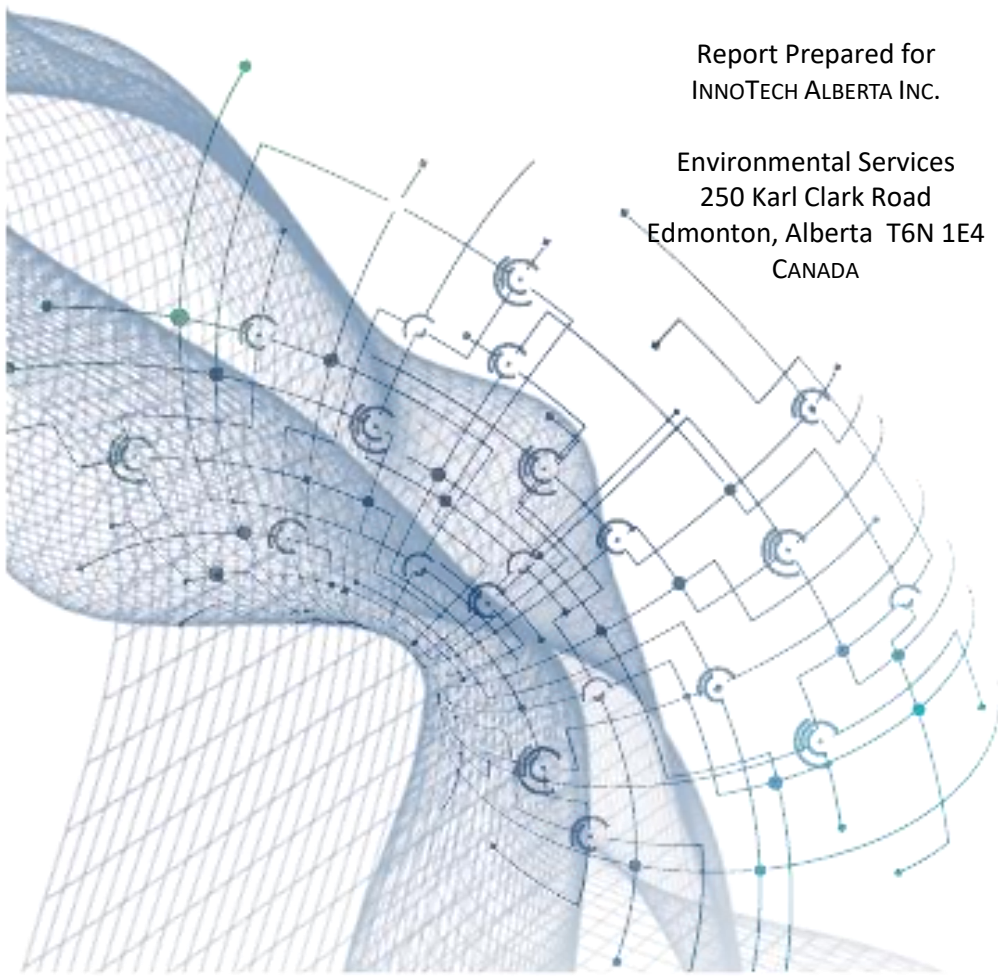 Report Prepared for
INNOTECH ALBERTA INC.
Environmental Services
250 Karl Clark Road
Edmonton, Alberta T6N 1E4
CANADA